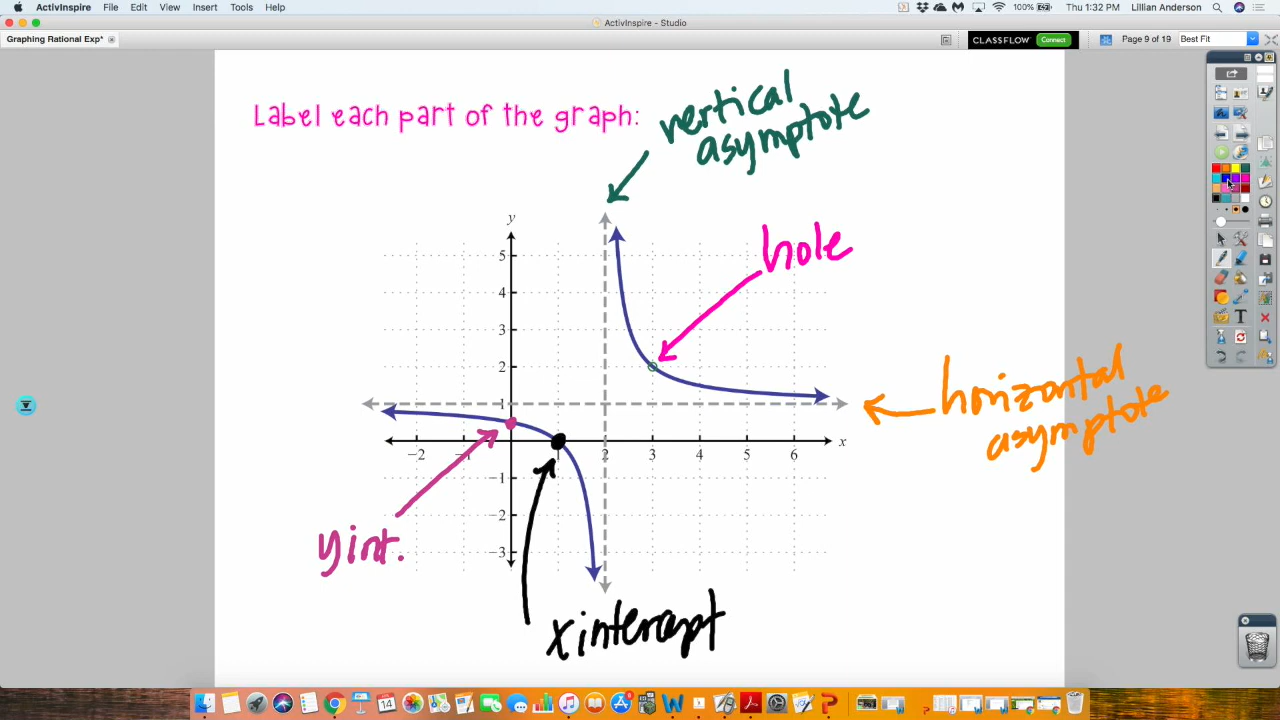 ActivInspire File Edit View Insert Tools Help 100% Thu 1:32 PM Lillian Anderson
ActivInspire - Studio
Graphing Rational Exp* CLASSFLOW Connect Page 9 of 19 Best Fit
Label each part of the graph:
vertical
asymptote
y
hole
5
4
3
2
1
horizontal
asymptote
x
-2 -1 1 2 3 4 5 6
-1
-2
-3
y int.
x intercept
T
14